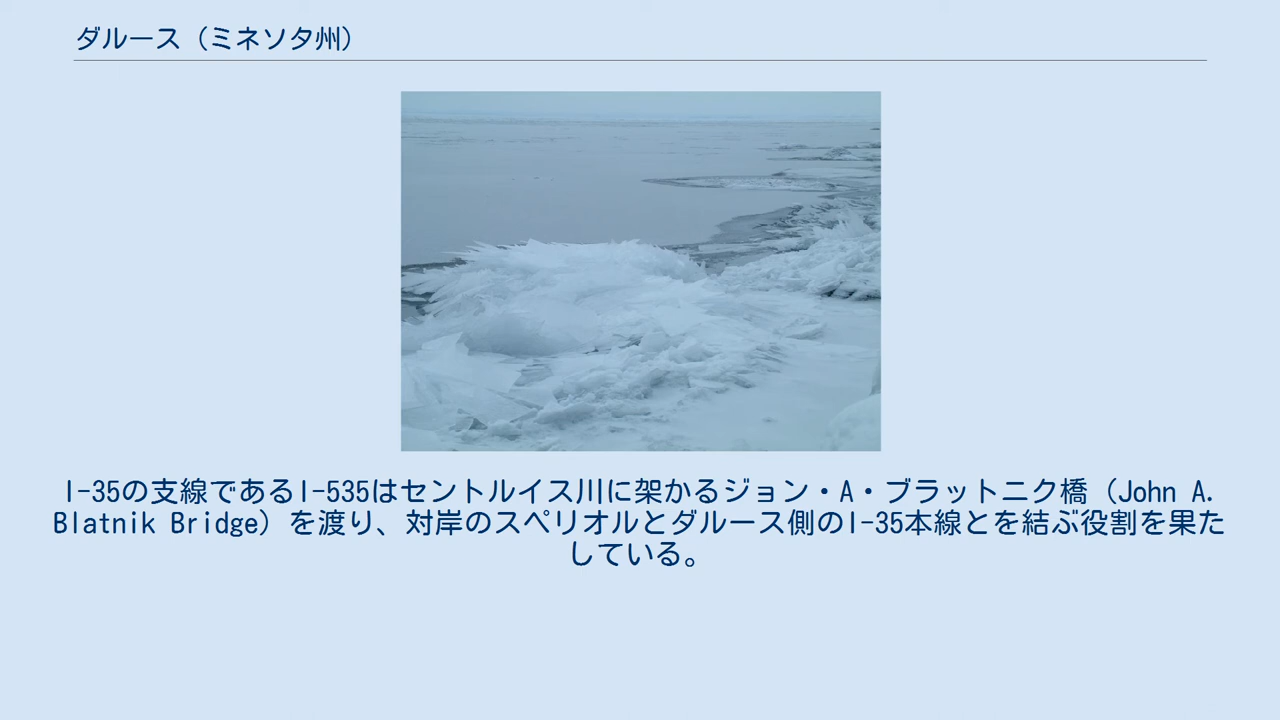 ダルース（ミネソタ州）
I-35の支線であるI-535はセントルイス川に架かるジョン・A・ブラットニク橋（John A.
Blatnik Bridge）を渡り、対岸のスペリオルとダルース側のI-35本線とを結ぶ役割を果た
している。